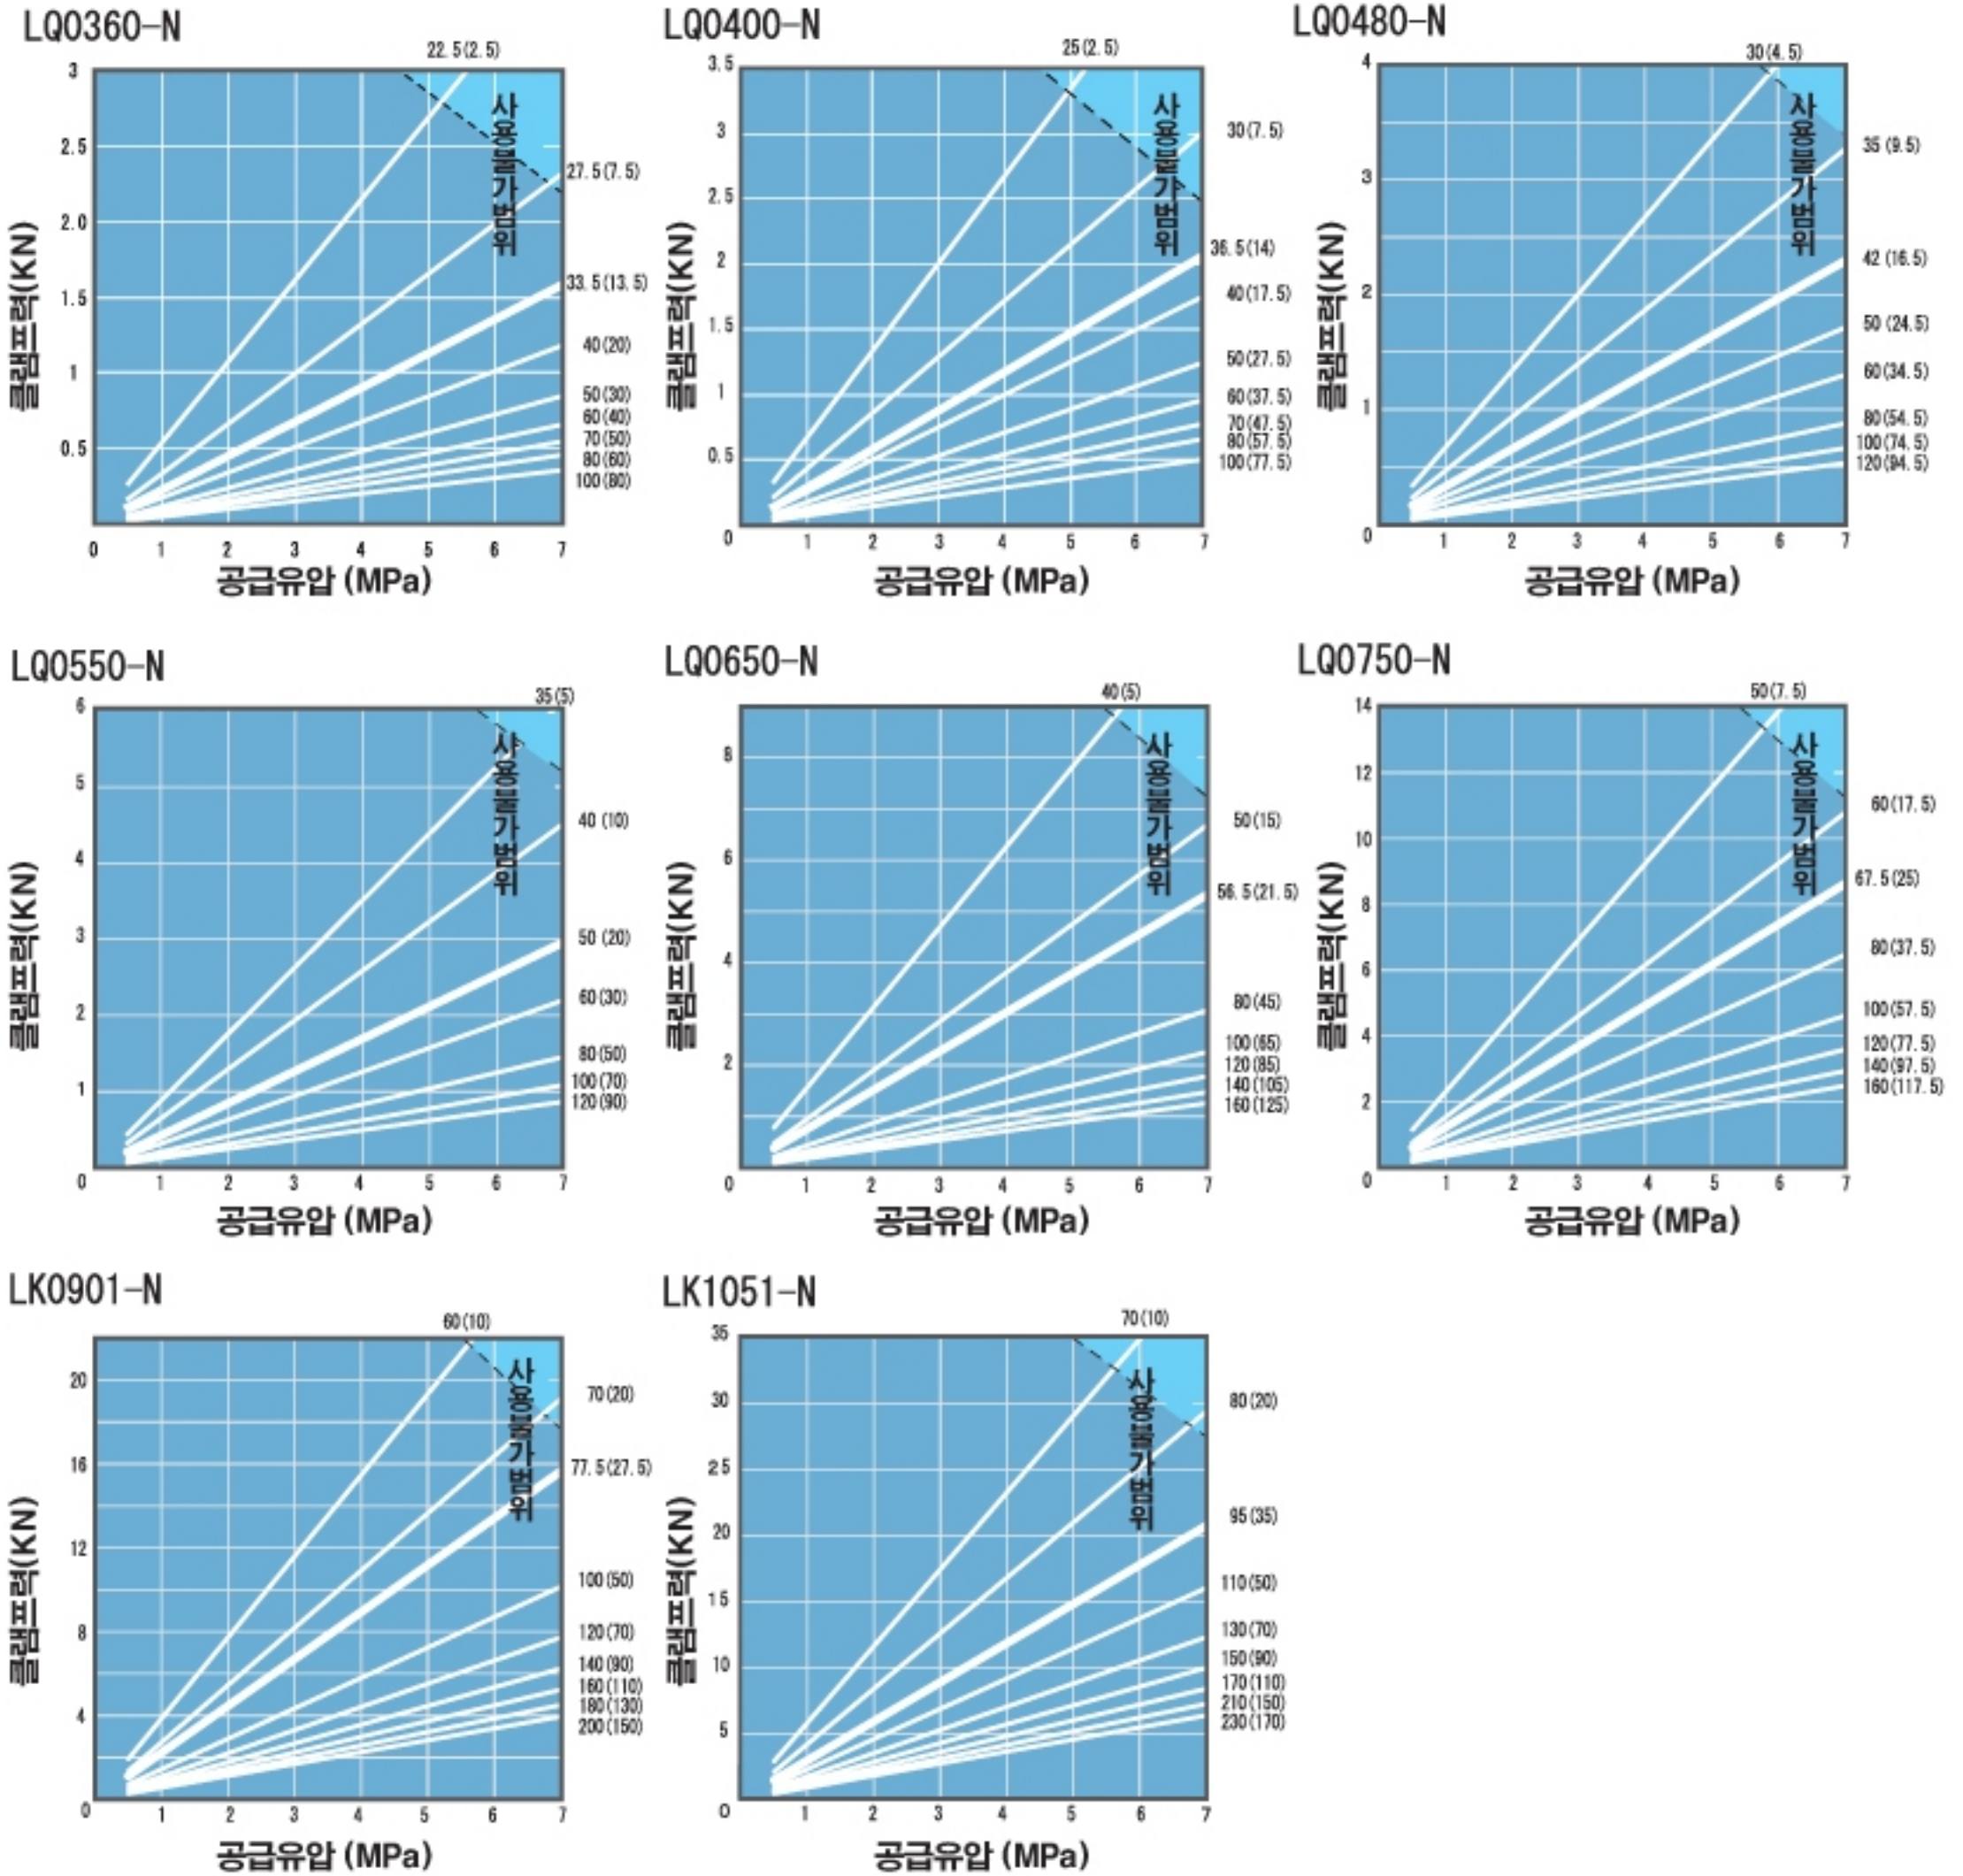 LQ0360-N
22.5(2.5)
3
2.5
2.0
1.5
1
0.5
클램프력(KN)
사용불가범위
27.5(7.5)
33.5(13.5)
40(20)
50(30)
60(40)
70(50)
80(60)
100(80)
0 1 2 3 4 5 6 7
공급유압 (MPa)
LQ0400-N
25(2.5)
3.5
3
2.5
2
1.5
1
0.5
클램프력(KN)
사용불가범위
30(7.5)
36.5(14)
40(17.5)
50(27.5)
60(37.5)
70(47.5)
80(57.5)
100(77.5)
0 1 2 3 4 5 6 7
공급유압 (MPa)
LQ0480-N
30(4.5)
4
3
2
1
클램프력(KN)
사용불가범위
35 (9.5)
42 (16.5)
50 (24.5)
60(34.5)
80(54.5)
100(74.5)
120(94.5)
0 1 2 3 4 5 6 7
공급유압 (MPa)
LQ0550-N
35(5)
6
5
4
3
2
1
클램프력(KN)
사용불가범위
40 (10)
50 (20)
60(30)
80(50)
100(70)
120(90)
0 1 2 3 4 5 6 7
공급유압 (MPa)
LQ0650-N
40(5)
8
6
4
2
클램프력(KN)
사용불가범위
50(15)
56.5(21.5)
80(45)
100(65)
120(85)
140(105)
160(125)
0 1 2 3 4 5 6 7
공급유압 (MPa)
LQ0750-N
50(7.5)
14
12
10
8
6
4
2
클램프력(KN)
사용불가범위
60(17.5)
67.5(25)
80(37.5)
100(57.5)
120(77.5)
140(97.5)
160(117.5)
0 1 2 3 4 5 6 7
공급유압 (MPa)
LK0901-N
60(10)
20
16
12
8
4
클램프력(KN)
사용불가범위
70(20)
77.5(27.5)
100(50)
120(70)
140(90)
160(110)
180(130)
200(150)
0 1 2 3 4 5 6 7
공급유압 (MPa)
LK1051-N
70(10)
35
30
25
20
15
10
5
클램프력(KN)
사용불가범위
80(20)
95(35)
110(50)
130(70)
150(90)
170(110)
210(150)
230(170)
0 1 2 3 4 5 6 7
공급유압 (MPa)